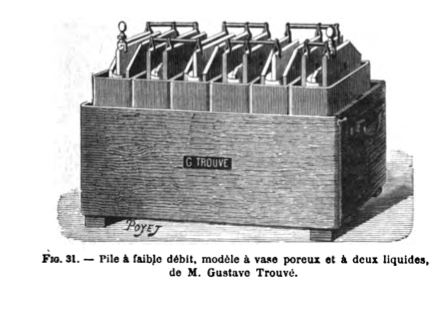 G. TROUVÉ
POYET
FIG. 31. — Pile à faible débit, modèle à vase poreux et à deux liquides,
de M. Gustave Trouvé.